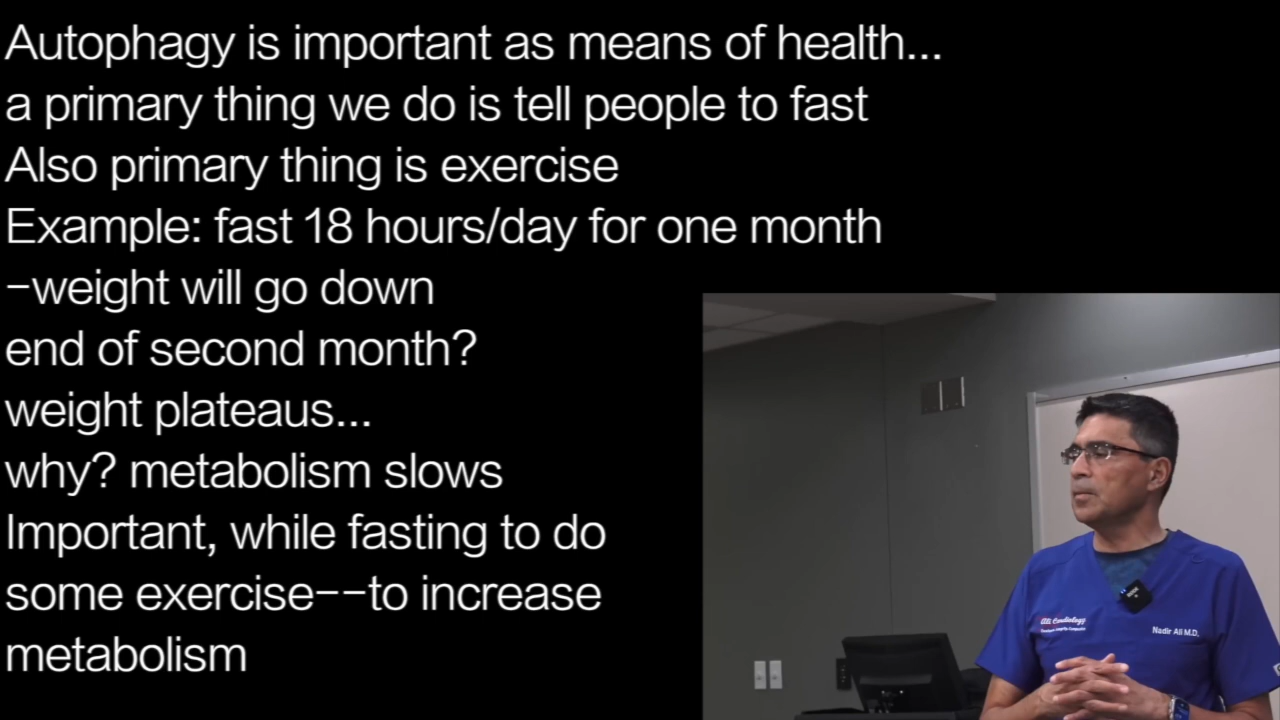 Autophagy is important as means of health...
a primary thing we do is tell people to fast
Also primary thing is exercise
Example: fast 18 hours/day for one month
-weight will go down
end of second month?
weight plateaus...
why? metabolism slows
Important, while fasting to do
some exercise--to increase
metabolism
Ali Cardiology
Nadir Ali M.D.